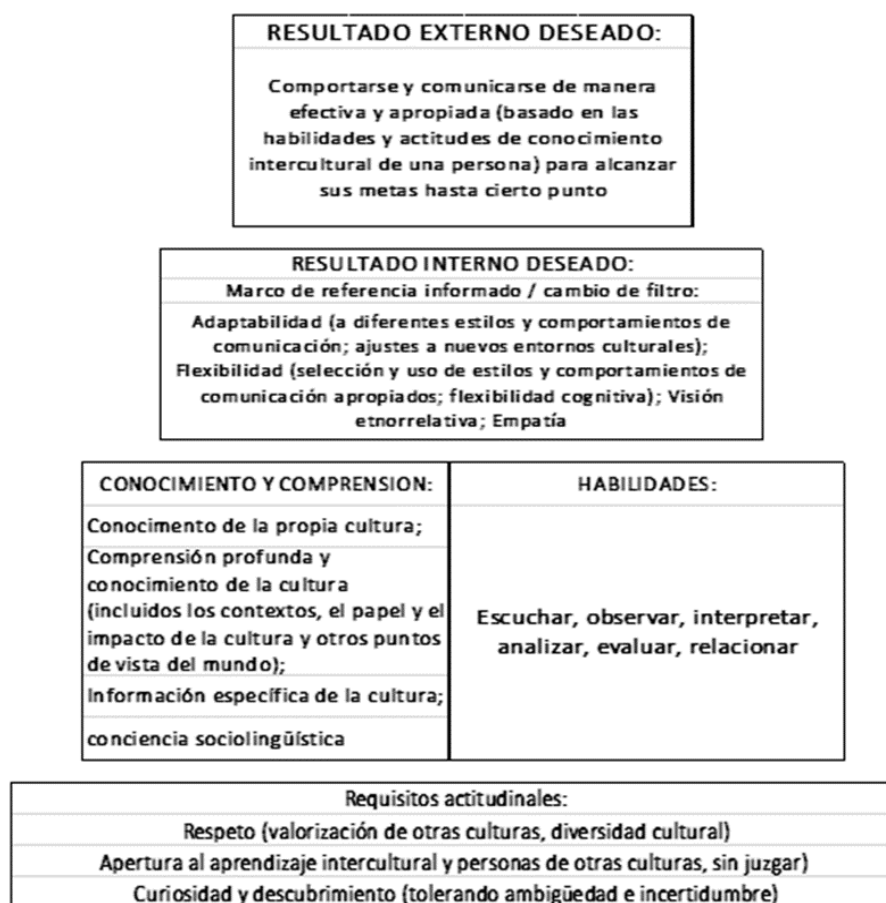 RESULTADO EXTERNO DESEADO:
Comportarse y comunicarse de manera
efectiva y apropiada (basado en las
habilidades y actitudes de conocimiento
intercultural de una persona) para alcanzar
sus metas hasta cierto punto
RESULTADO INTERNO DESEADO:
Marco de referencia informado / cambio de filtro:
Adaptabilidad (a diferentes estilos y comportamientos de
comunicación; ajustes a nuevos entornos culturales);
Flexibilidad (selección y uso de estilos y comportamientos de
comunicación apropiados; flexibilidad cognitiva); Visión
etnorrelativa; Empatía
CONOCIMIENTO Y COMPRENSION:
Conocimento de la propia cultura;
Comprensión profunda y
conocimiento de la cultura
(incluidos los contextos, el papel y el
impacto de la cultura y otros puntos
de vista del mundo);
Información específica de la cultura;
conciencia sociolingüística
HABILIDADES:
Escuchar, observar, interpretar,
analizar, evaluar, relacionar
Requisitos actitudinales:
Respeto (valorización de otras culturas, diversidad cultural)
Apertura al aprendizaje intercultural y personas de otras culturas, sin juzgar)
Curiosidad y descubrimiento (tolerando ambigüedad e incertidumbre)